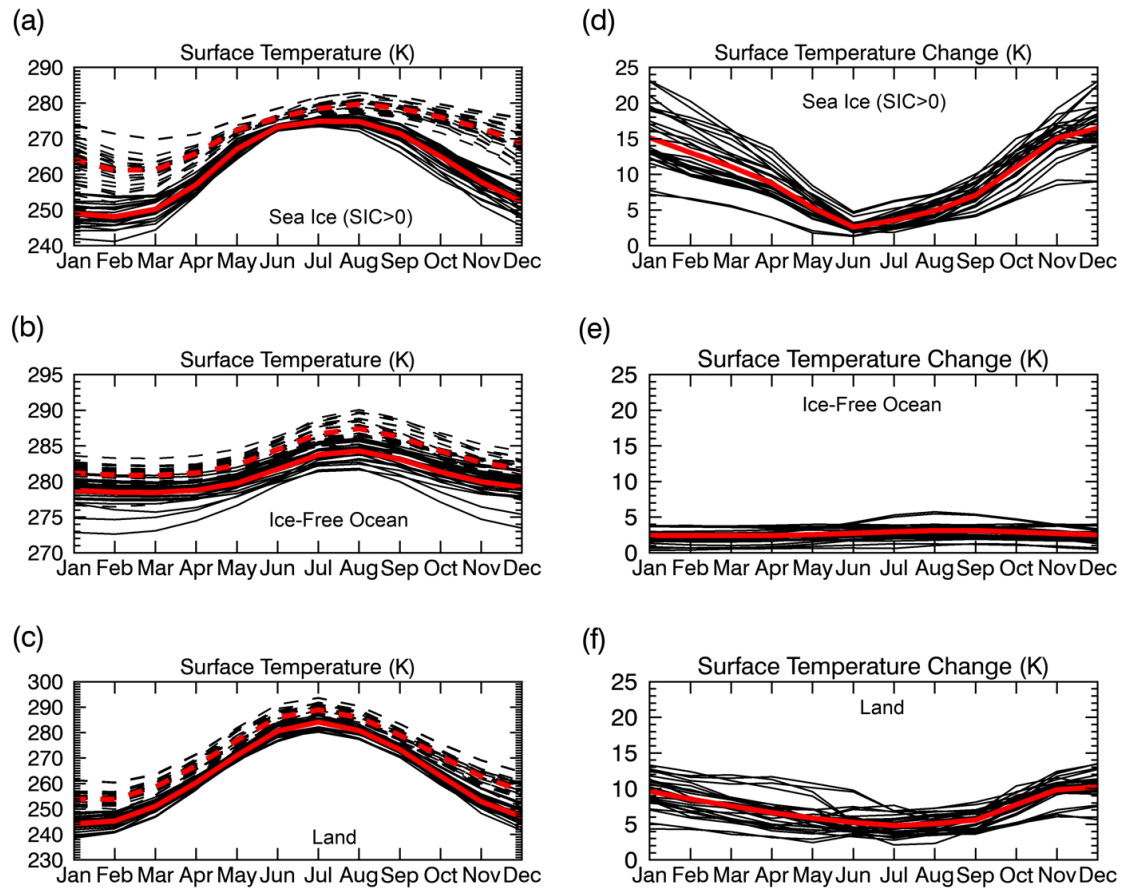 (a)
Surface Temperature (K)
290
280
270
260
250
240
Sea Ice (SIC>0)
Jan Feb Mar Apr May Jun Jul Aug Sep Oct Nov Dec
(d)
Surface Temperature Change (K)
25
20
15
10
5
0
Sea Ice (SIC>0)
Jan Feb Mar Apr May Jun Jul Aug Sep Oct Nov Dec
(b)
Surface Temperature (K)
295
290
285
280
275
270
Ice-Free Ocean
Jan Feb Mar Apr May Jun Jul Aug Sep Oct Nov Dec
(e)
Surface Temperature Change (K)
25
20
15
10
5
0
Ice-Free Ocean
Jan Feb Mar Apr May Jun Jul Aug Sep Oct Nov Dec
(c)
Surface Temperature (K)
300
290
280
270
260
250
240
230
Land
Jan Feb Mar Apr May Jun Jul Aug Sep Oct Nov Dec
(f)
Surface Temperature Change (K)
25
20
15
10
5
0
Land
Jan Feb Mar Apr May Jun Jul Aug Sep Oct Nov Dec